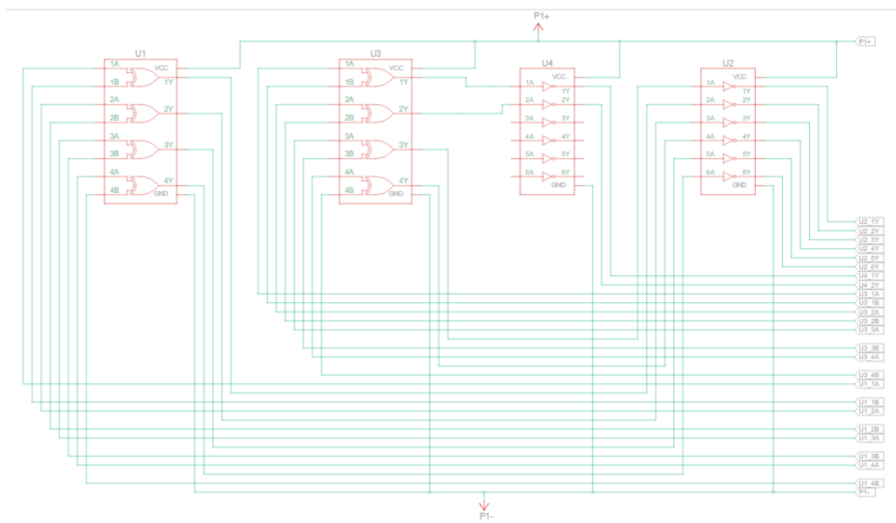 P1+
P1+
U1
1A
VCC
1B
1Y
2A
2Y
2B
3A
3Y
3B
4A
4Y
4B
GND
U3
1A
VCC
1B
1Y
2A
2Y
2B
3A
3Y
3B
4A
4Y
4B
GND
U4
VCC
1A
1Y
2A
2Y
3A
3Y
4A
4Y
5A
5Y
6A
6Y
GND
U2
VCC
1A
1Y
2A
2Y
3A
3Y
4A
4Y
5A
5Y
6A
6Y
GND
U2_1Y
U2_2Y
U2_3Y
U2_4Y
U2_5Y
U2_6Y
U4_1Y
U4_2Y
U3_1A
U3_1B
U3_2A
U3_2B
U3_3A
U3_3B
U3_4A
U3_4B
U1_1A
U1_1B
U1_2A
U1_2B
U1_3A
U1_3B
U1_4A
U1_4B
P1-
P1-